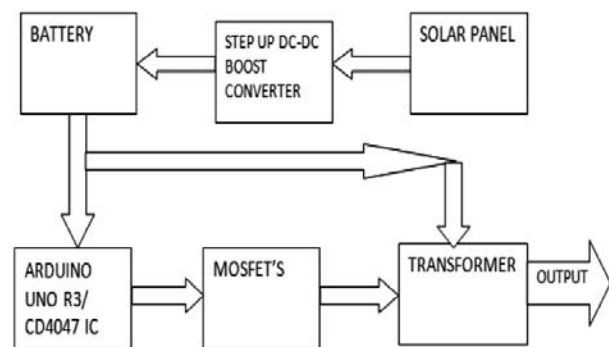 BATTERY
STEP UP DC-DC
BOOST
CONVERTER
SOLAR PANEL
ARDUINO
UNO R3/
CD4047 IC
MOSFET'S
TRANSFORMER
OUTPUT